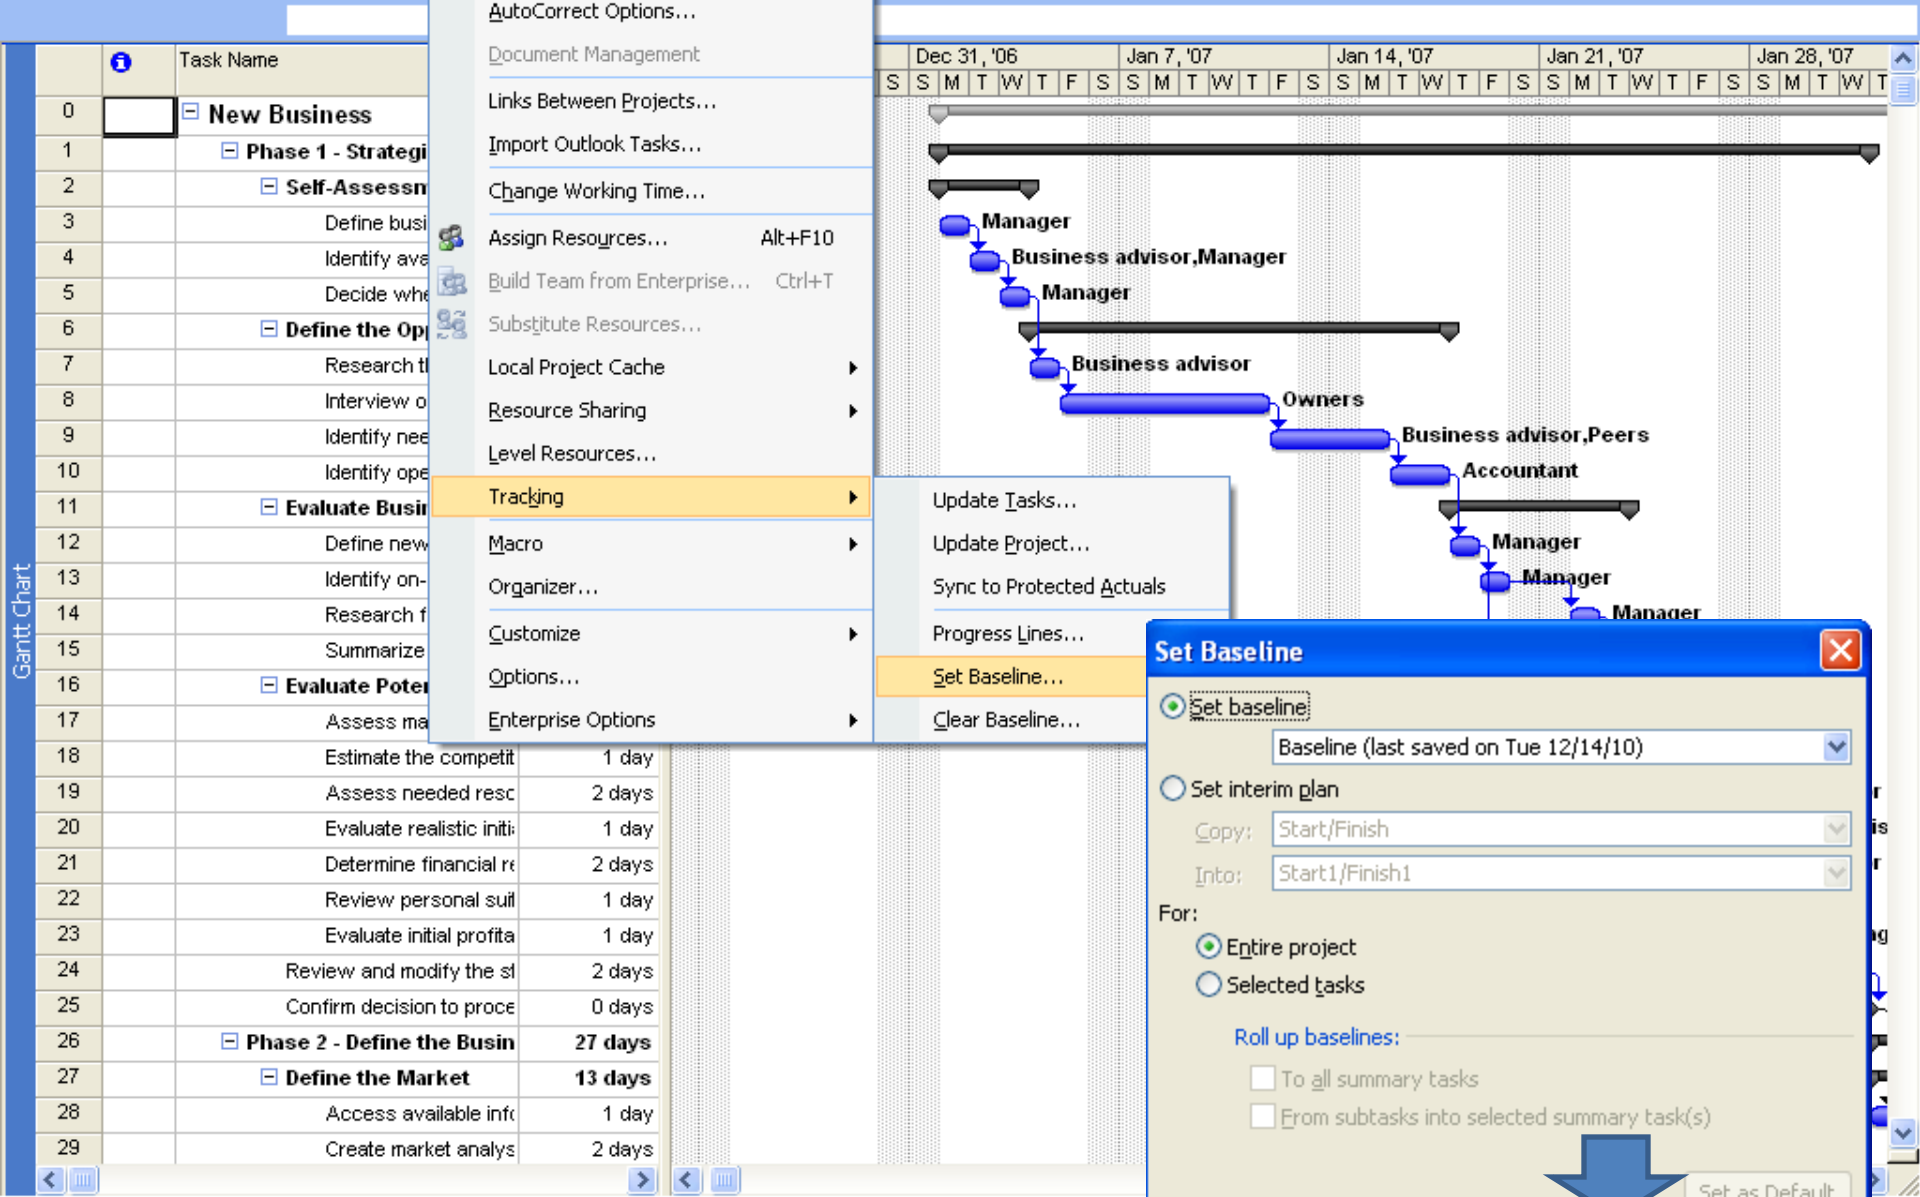 AutoCorrect Options...
Document Management
Links Between Projects...
Import Outlook Tasks...
Change Working Time...
Assign Resources... Alt+F10
Build Team from Enterprise... Ctrl+T
Substitute Resources...
Local Project Cache
Resource Sharing
Level Resources...
Tracking
Macro
Organizer...
Customize
Options...
Enterprise Options
Update Tasks...
Update Project...
Sync to Protected Actuals
Progress Lines...
Set Baseline...
Clear Baseline...
Task Name
0 New Business
1 Phase 1 - Strategi
2 Self-Assessm
3 Define busi
4 Identify ava
5 Decide whe
6 Define the Opp
7 Research tl
8 Interview o
9 Identify nee
10 Identify ope
11 Evaluate Busin
12 Define new
13 Identify on-
14 Research f
15 Summarize
16 Evaluate Poter
17 Assess ma
18 Estimate the competit 1 day
19 Assess needed resc 2 days
20 Evaluate realistic initi 1 day
21 Determine financial re 2 days
22 Review personal suit 1 day
23 Evaluate initial profita 1 day
24 Review and modify the st 2 days
25 Confirm decision to proce 0 days
26 Phase 2 - Define the Busin 27 days
27 Define the Market 13 days
28 Access available info 1 day
29 Create market analys 2 days
Gantt Chart
Dec 31, '06 Jan 7, '07 Jan 14, '07 Jan 21, '07 Jan 28, '07
S S M T W T F S S M T W T F S S M T W T F S S M T W T F S S M T W T
Manager
Business advisor,Manager
Manager
Business advisor
Owners
Business advisor,Peers
Accountant
Manager
Manager
Manager
Set Baseline
Set baseline
Baseline (last saved on Tue 12/14/10)
Set interim plan
Copy: Start/Finish
Into: Start1/Finish1
For:
Entire project
Selected tasks
Roll up baselines:
To all summary tasks
From subtasks into selected summary task(s)
Set as Default